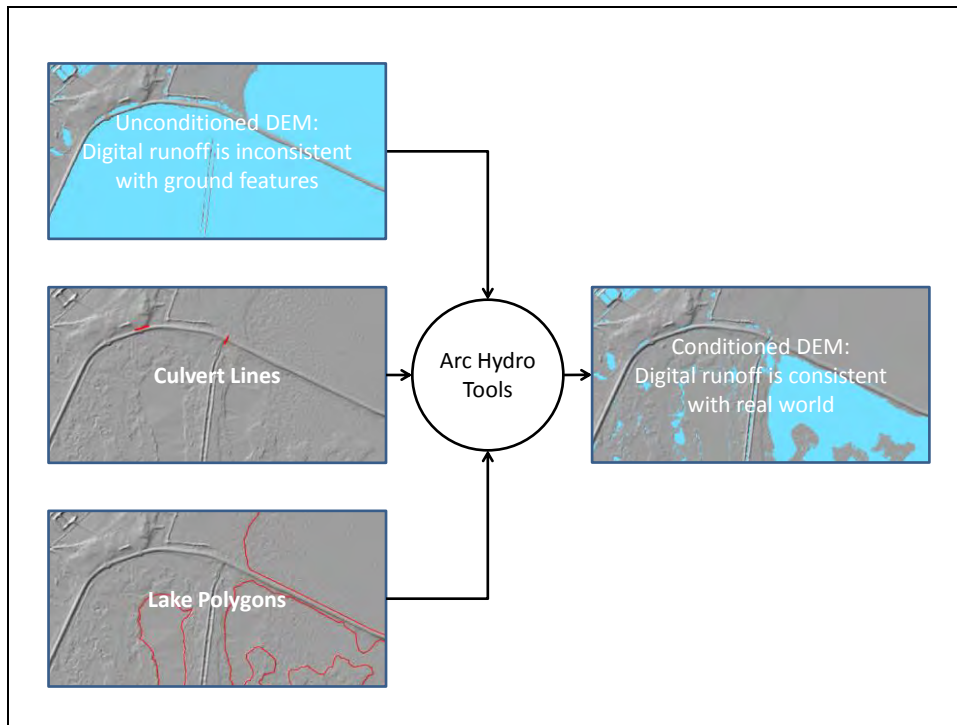 Unconditioned DEM:
Digital runoff is inconsistent
with ground features
Culvert Lines
Lake Polygons
Arc Hydro
Tools
Conditioned DEM:
Digital runoff is consistent
with real world